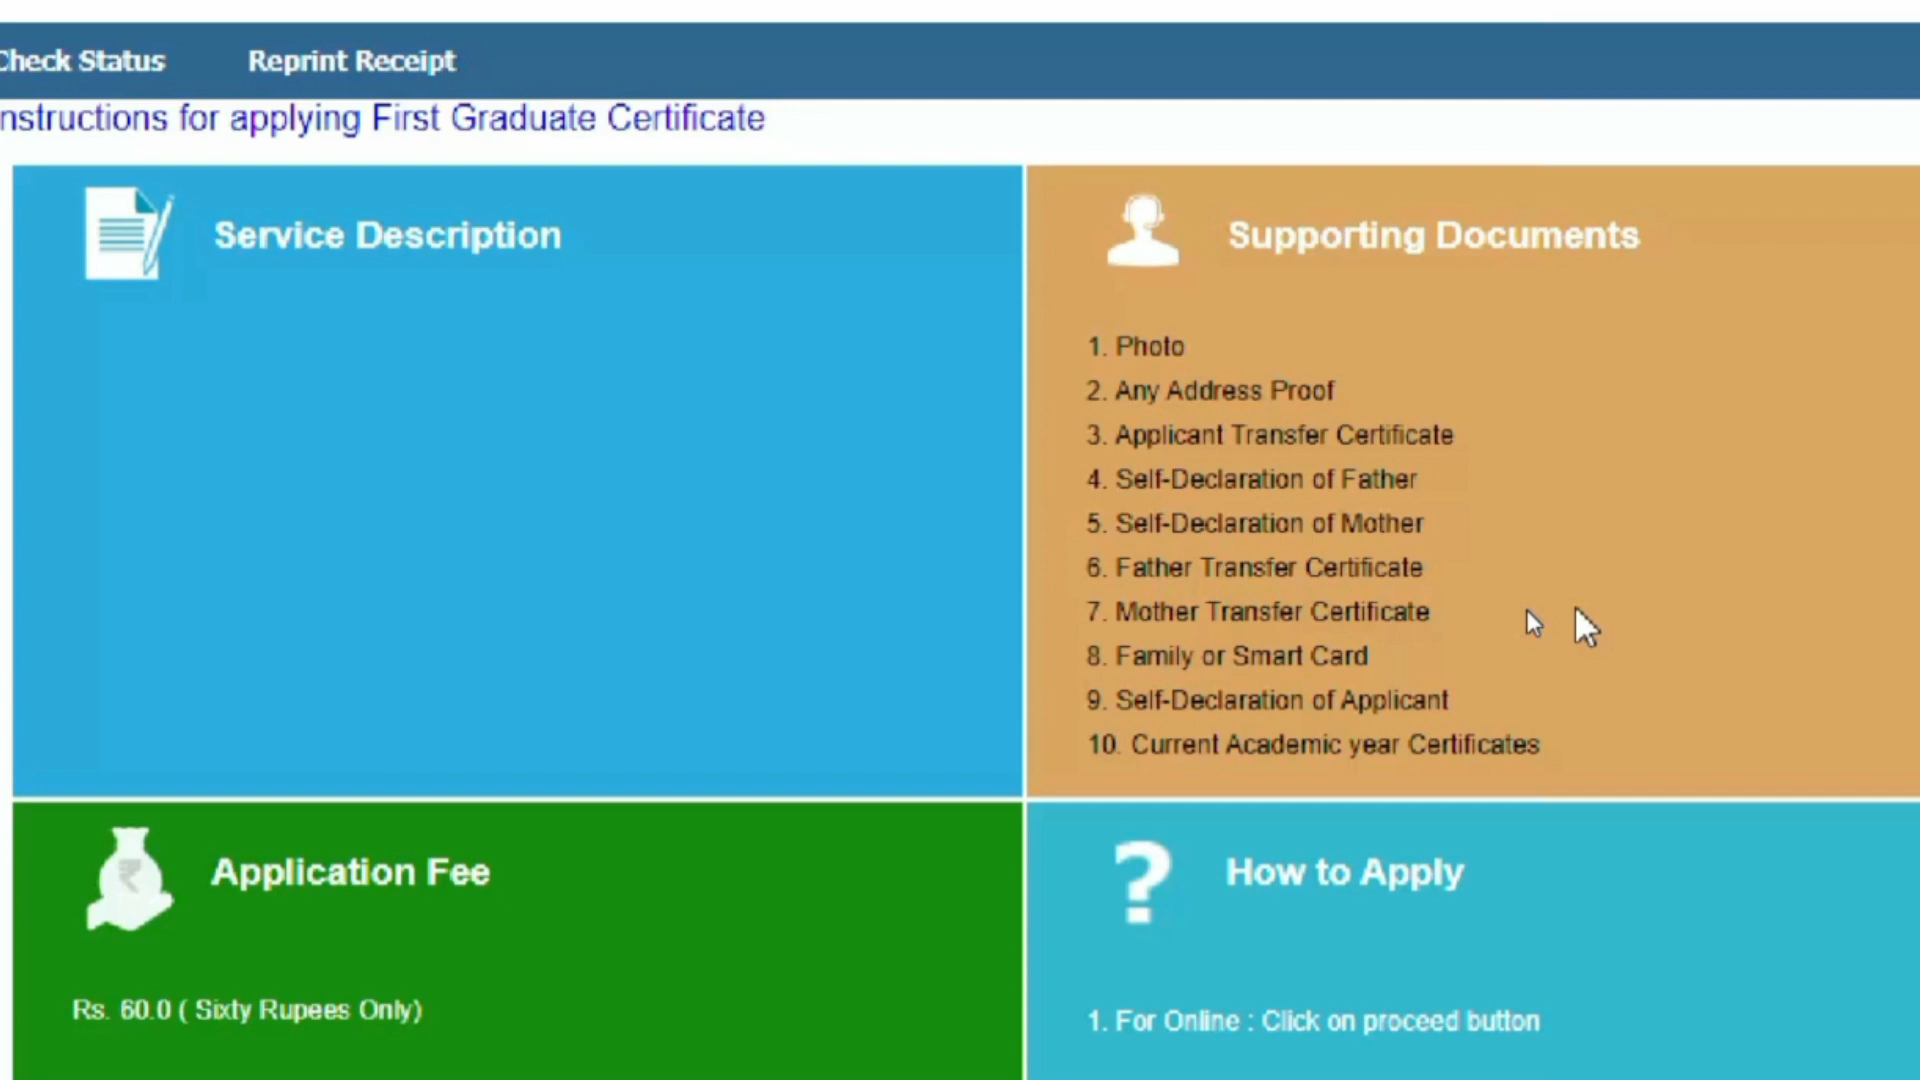 Check Status Reprint Receipt
nstructions for applying First Graduate Certificate
Service Description
Supporting Documents
1. Photo
2. Any Address Proof
3. Applicant Transfer Certificate
4. Self-Declaration of Father
5. Self-Declaration of Mother
6. Father Transfer Certificate
7. Mother Transfer Certificate
8. Family or Smart Card
9. Self-Declaration of Applicant
10. Current Academic year Certificates
Application Fee
₹
Rs. 60.0 ( Sixty Rupees Only)
How to Apply
1. For Online : Click on proceed button